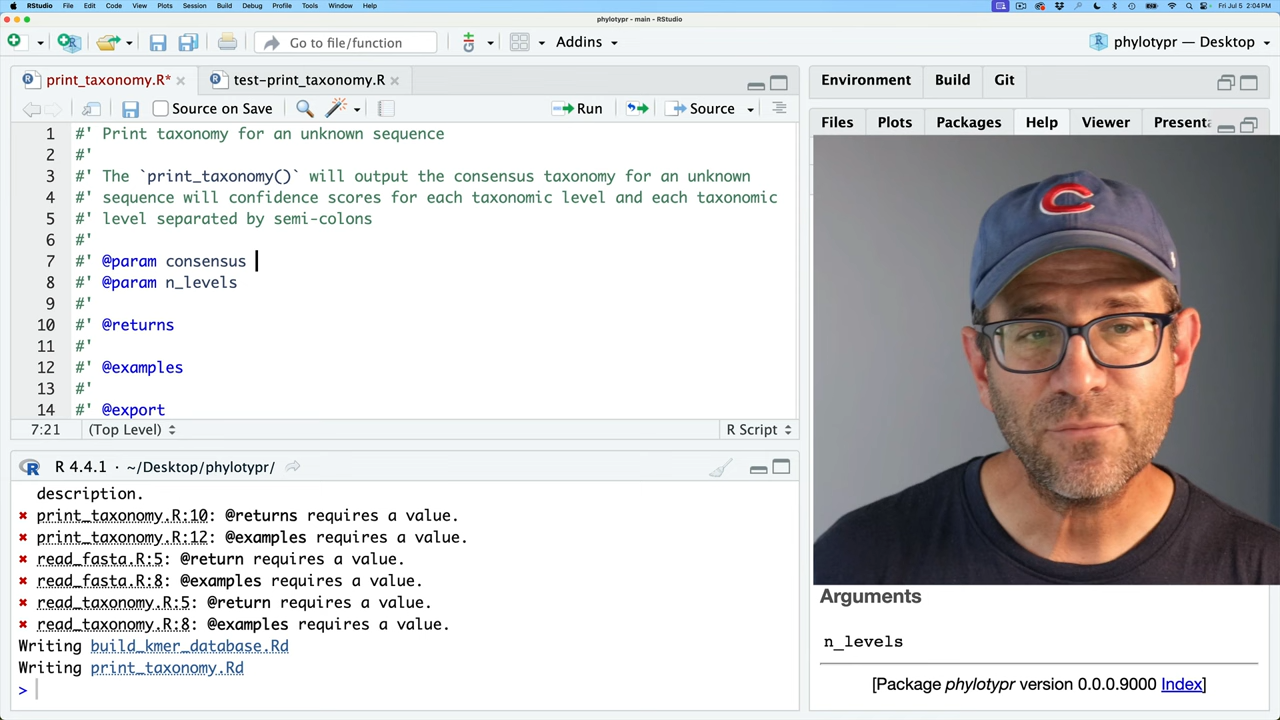 RStudio File Edit Code View Plots Session Build Debug Profile Tools Window Help Fri Jul 5 2:04 PM
phylotypr - main - RStudio
Go to file/function Addins phylotypr — Desktop
print_taxonomy.R* test-print_taxonomy.R
Environment Build Git
Source on Save Run Source
Files Plots Packages Help Viewer Presenta
1 #' Print taxonomy for an unknown sequence
2 #'
3 #' The `print_taxonomy()` will output the consensus taxonomy for an unknown
4 #' sequence will confidence scores for each taxonomic level and each taxonomic
5 #' level separated by semi-colons
6 #'
7 #' @param consensus
8 #' @param n_levels
9 #'
10 #' @returns
11 #'
12 #' @examples
13 #'
14 #' @export
7:21 (Top Level) R Script
R 4.4.1 · ~/Desktop/phylotypr/
description.
✖ print_taxonomy.R:10: @returns requires a value.
✖ print_taxonomy.R:12: @examples requires a value.
✖ read_fasta.R:5: @return requires a value.
✖ read_fasta.R:8: @examples requires a value.
✖ read_taxonomy.R:5: @return requires a value.
✖ read_taxonomy.R:8: @examples requires a value.
Writing build_kmer_database.Rd
Writing print_taxonomy.Rd
>
C
Arguments
n_levels
[Package phylotypr version 0.0.0.9000 Index]